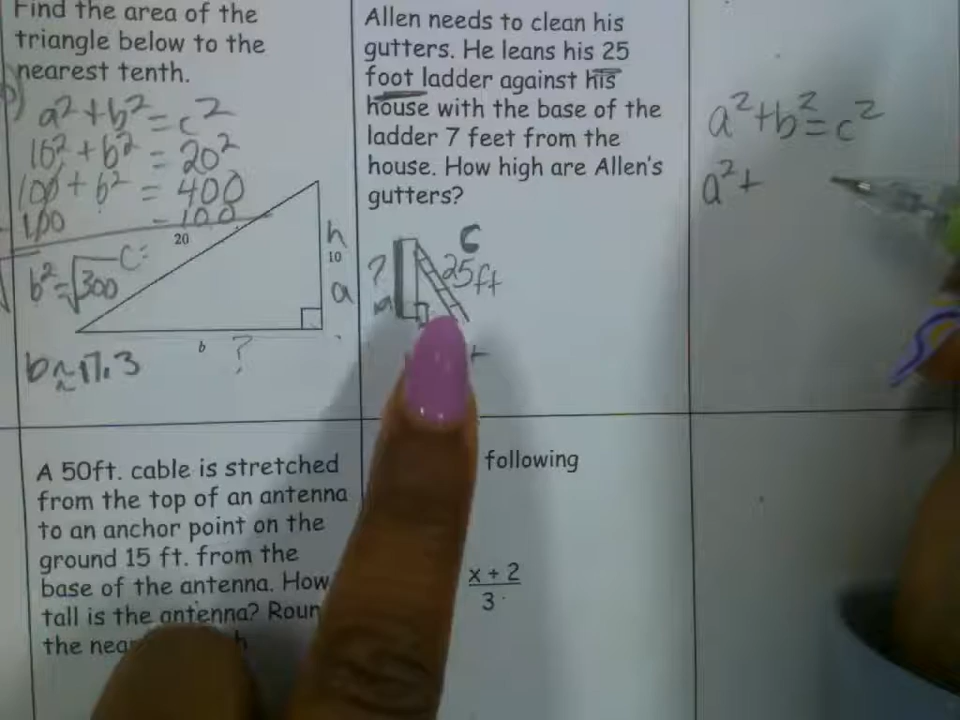 Find the area of the
triangle below to the
nearest tenth.
a²+b²=c²
10²+b²=20²
100+b²=400
-100
20
h
10
a
b²=√300
c=
b
?
b≈17.3
Allen needs to clean his
gutters. He leans his 25
foot ladder against his
house with the base of the
ladder 7 feet from the
house. How high are Allen's
gutters?
C
?
25ft
a
a²+b²=c²
a²+
A 50ft. cable is stretched
from the top of an antenna
to an anchor point on the
ground 15 ft. from the
base of the antenna. How
tall is the antenna?
the
following
x + 2
3